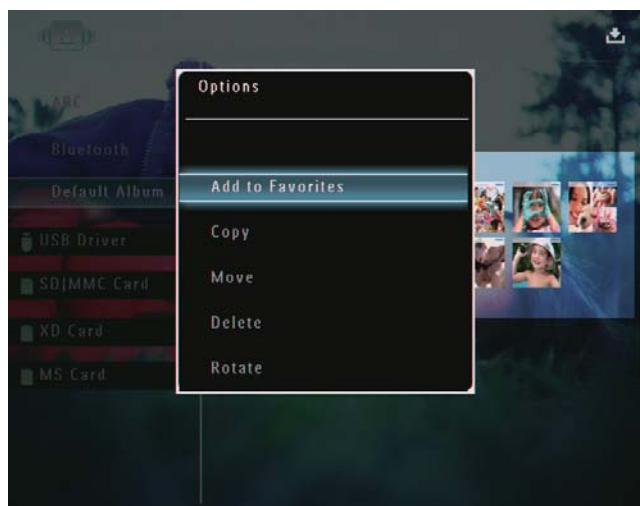 Options
ABC
Bluetooth
Default Album
USB Driver
SD|MMC Card
XD Card
MS Card
Add to Favorites
Copy
Move
Delete
Rotate